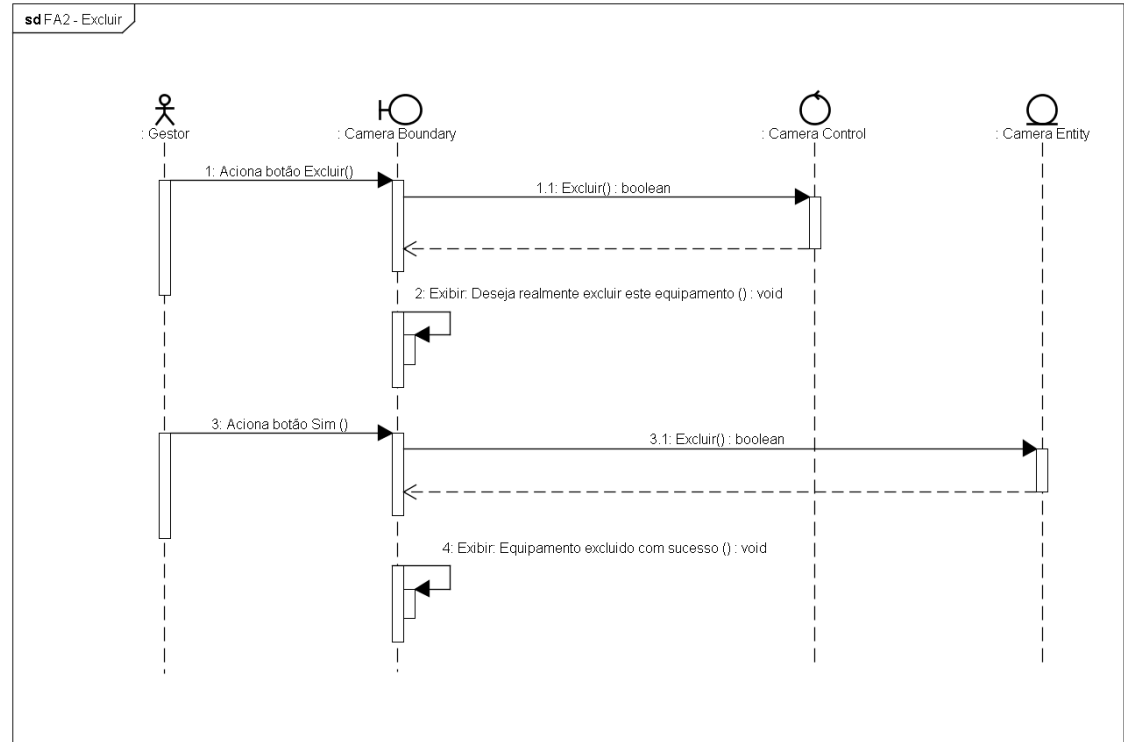 sd FA2 - Excluir
: Gestor
: Camera Boundary
: Camera Control
: Camera Entity
1: Aciona botão Excluir()
1.1: Excluir() : boolean
2: Exibir: Deseja realmente excluir este equipamento () : void
3: Aciona botão Sim ()
3.1: Excluir() : boolean
4: Exibir: Equipamento excluido com sucesso () : void